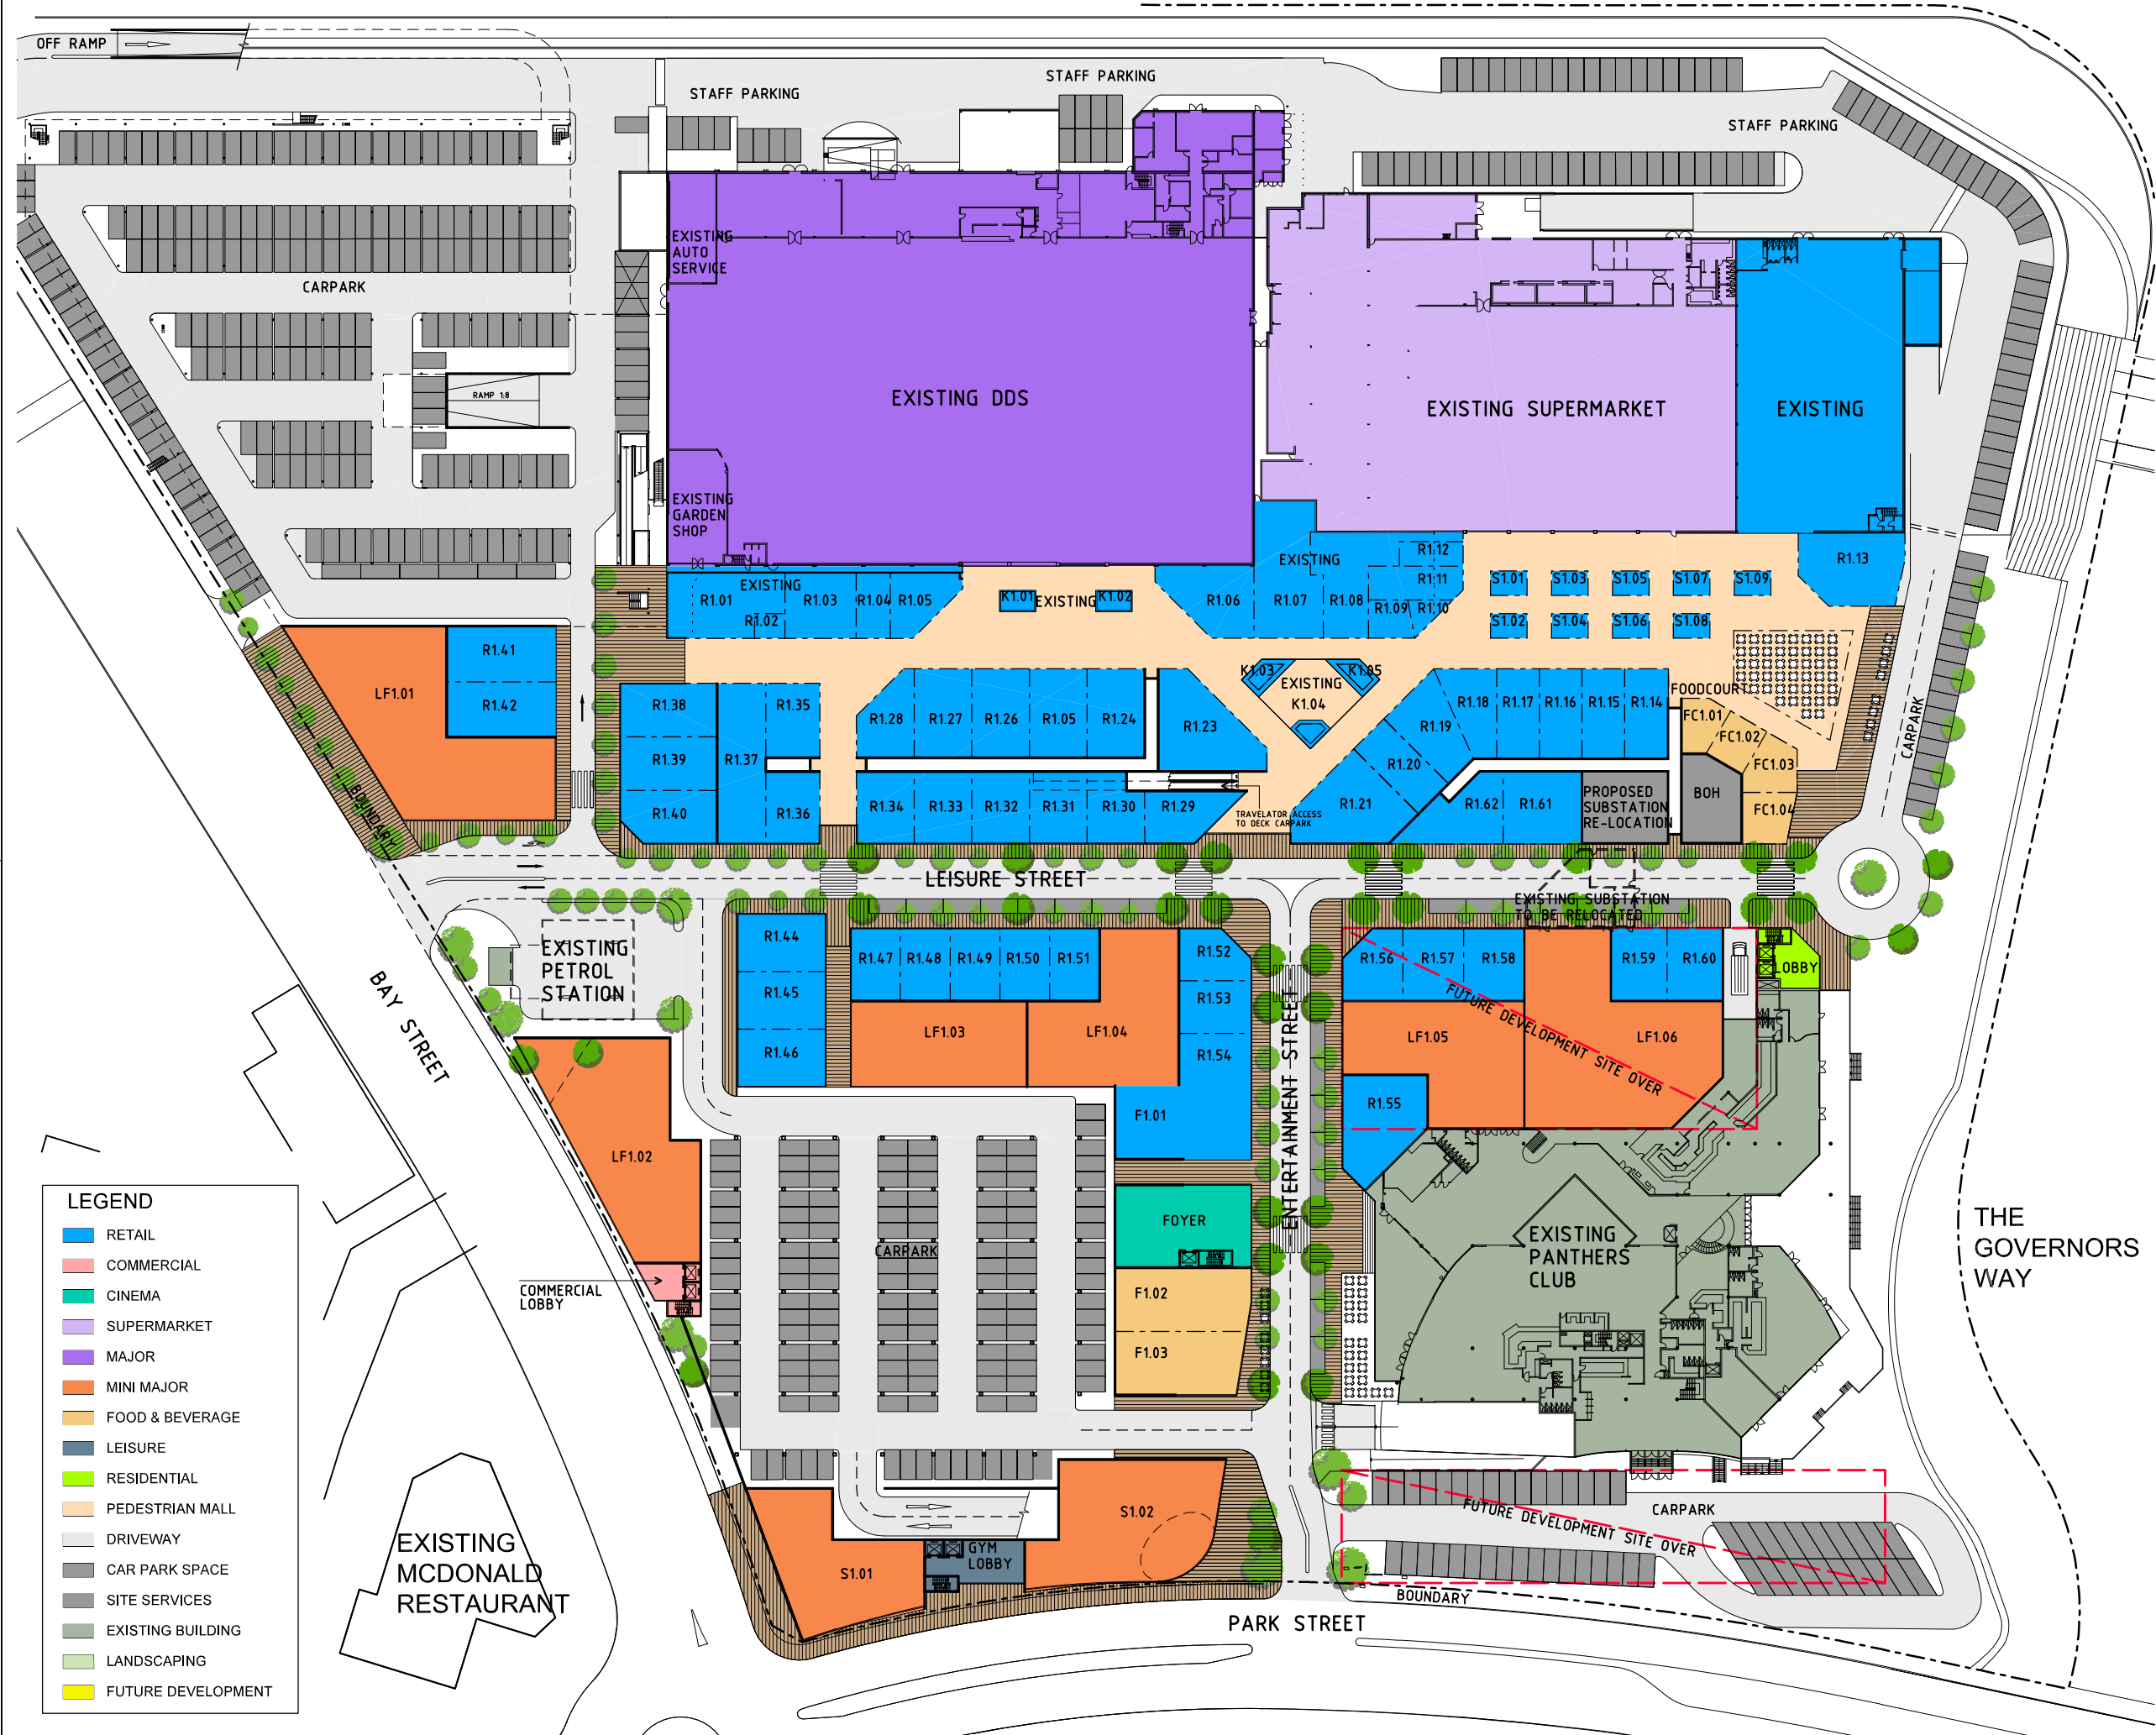 OFF RAMP
STAFF PARKING
STAFF PARKING
STAFF PARKING
EXISTING
AUTO
SERVICE
CARPARK
RAMP 1:8
EXISTING DDS
EXISTING SUPERMARKET
EXISTING
EXISTING
GARDEN
SHOP
EXISTING
R1.01
R1.02
R1.03
R1.04
R1.05
K1.01
EXISTING
K1.02
EXISTING
R1.06
R1.07
R1.08
R1.09
R1.10
R1.11
R1.12
S1.01
S1.03
S1.05
S1.07
S1.09
S1.02
S1.04
S1.06
S1.08
R1.13
LF1.01
R1.41
R1.42
R1.38
R1.39
R1.40
R1.37
R1.35
R1.36
R1.28
R1.27
R1.26
R1.05
R1.24
R1.23
K1.03
K1.05
EXISTING
K1.04
R1.34
R1.33
R1.32
R1.31
R1.30
R1.29
TRAVELATOR ACCESS
TO DECK CARPARK
R1.21
R1.20
R1.19
R1.18
R1.17
R1.16
R1.15
R1.14
R1.62
R1.61
PROPOSED
SUBSTATION
RE-LOCATION
BOH
FOODCOURT
FC1.01
FC1.02
FC1.03
FC1.04
CARPARK
BOUNDARY
LEISURE STREET
EXISTING SUBSTATION
TO BE RELOCATED
EXISTING
PETROL
STATION
BAY STREET
R1.44
R1.45
R1.46
R1.47
R1.48
R1.49
R1.50
R1.51
LF1.03
LF1.04
R1.52
R1.53
R1.54
F1.01
ENTERTAINMENT STREET
R1.56
R1.57
R1.58
R1.59
R1.60
LOBBY
LF1.05
LF1.06
FUTURE DEVELOPMENT SITE OVER
R1.55
LF1.02
COMMERCIAL
LOBBY
CARPARK
FOYER
F1.02
F1.03
EXISTING
PANTHERS
CLUB
THE
GOVERNORS
WAY
S1.01
GYM
LOBBY
S1.02
CARPARK
FUTURE DEVELOPMENT SITE OVER
BOUNDARY
PARK STREET
EXISTING
MCDONALD
RESTAURANT
LEGEND
RETAIL
COMMERCIAL
CINEMA
SUPERMARKET
MAJOR
MINI MAJOR
FOOD & BEVERAGE
LEISURE
RESIDENTIAL
PEDESTRIAN MALL
DRIVEWAY
CAR PARK SPACE
SITE SERVICES
EXISTING BUILDING
LANDSCAPING
FUTURE DEVELOPMENT